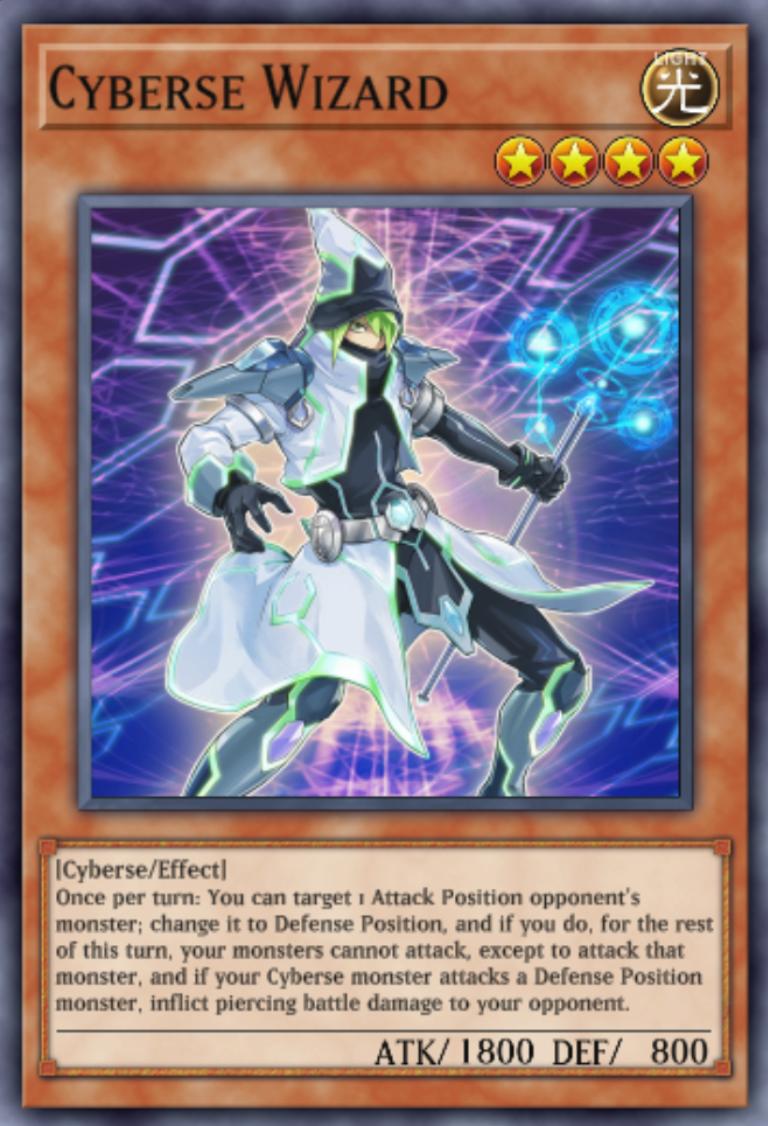 CYBERSE WIZARD
LIGHT
光
[Cyberse/Effect]
Once per turn: You can target 1 Attack Position opponent's
monster; change it to Defense Position, and if you do, for the rest
of this turn, your monsters cannot attack, except to attack that
monster, and if your Cyberse monster attacks a Defense Position
monster, inflict piercing battle damage to your opponent.
ATK/ 1800 DEF/ 800